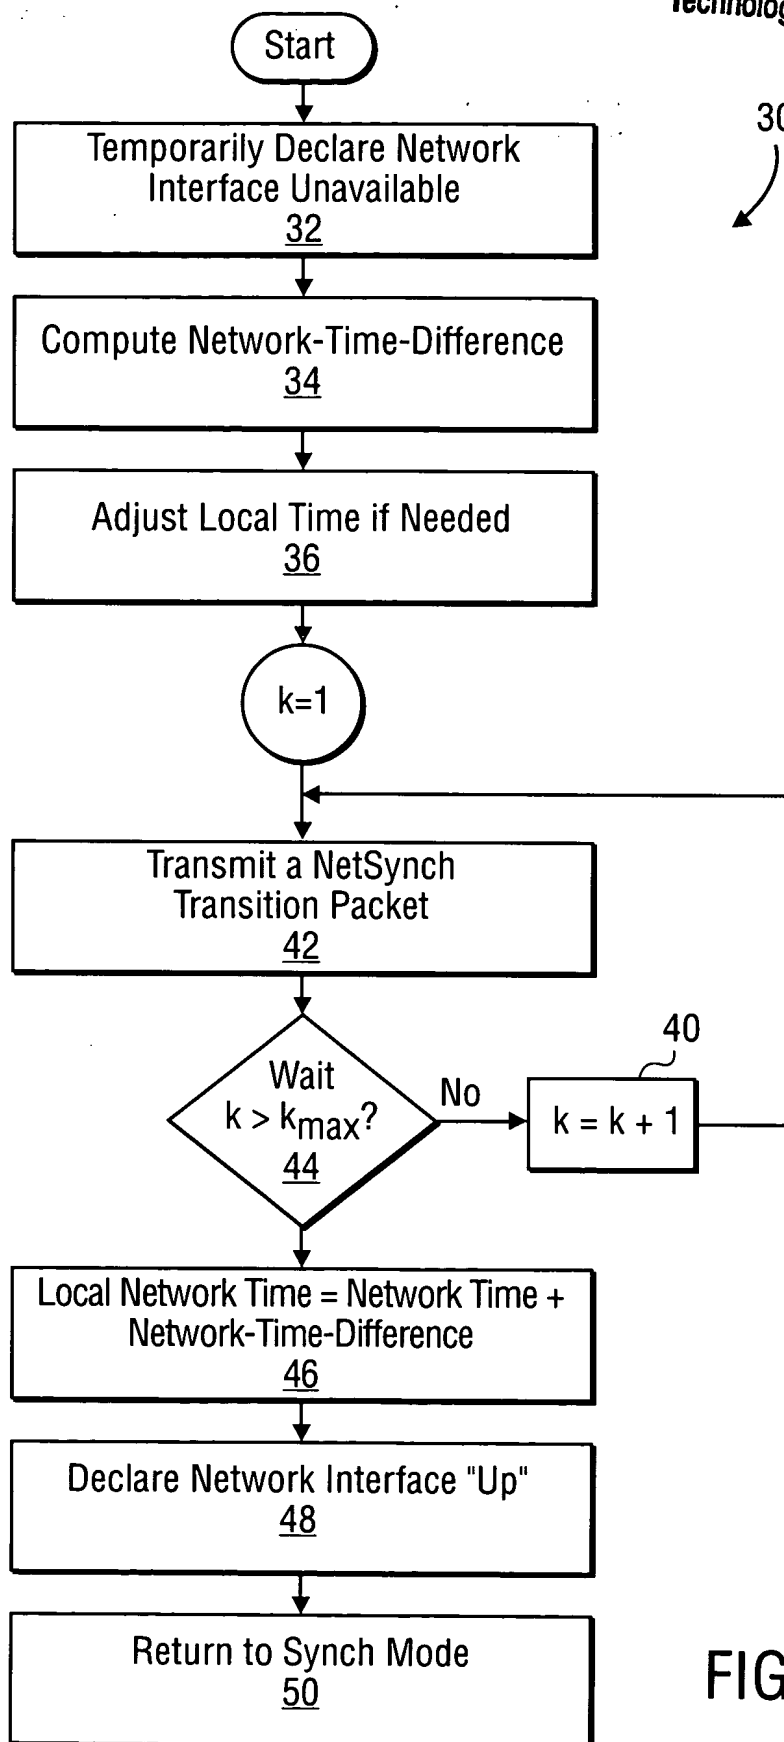 Technolog
Start
30
Temporarily Declare Network
Interface Unavailable
32
Compute Network-Time-Difference
34
Adjust Local Time if Needed
36
k=1
Transmit a NetSynch
Transition Packet
42
40
Wait
k > kmax?
44
No
k = k + 1
Local Network Time = Network Time +
Network-Time-Difference
46
Declare Network Interface "Up"
48
Return to Synch Mode
50
FIG